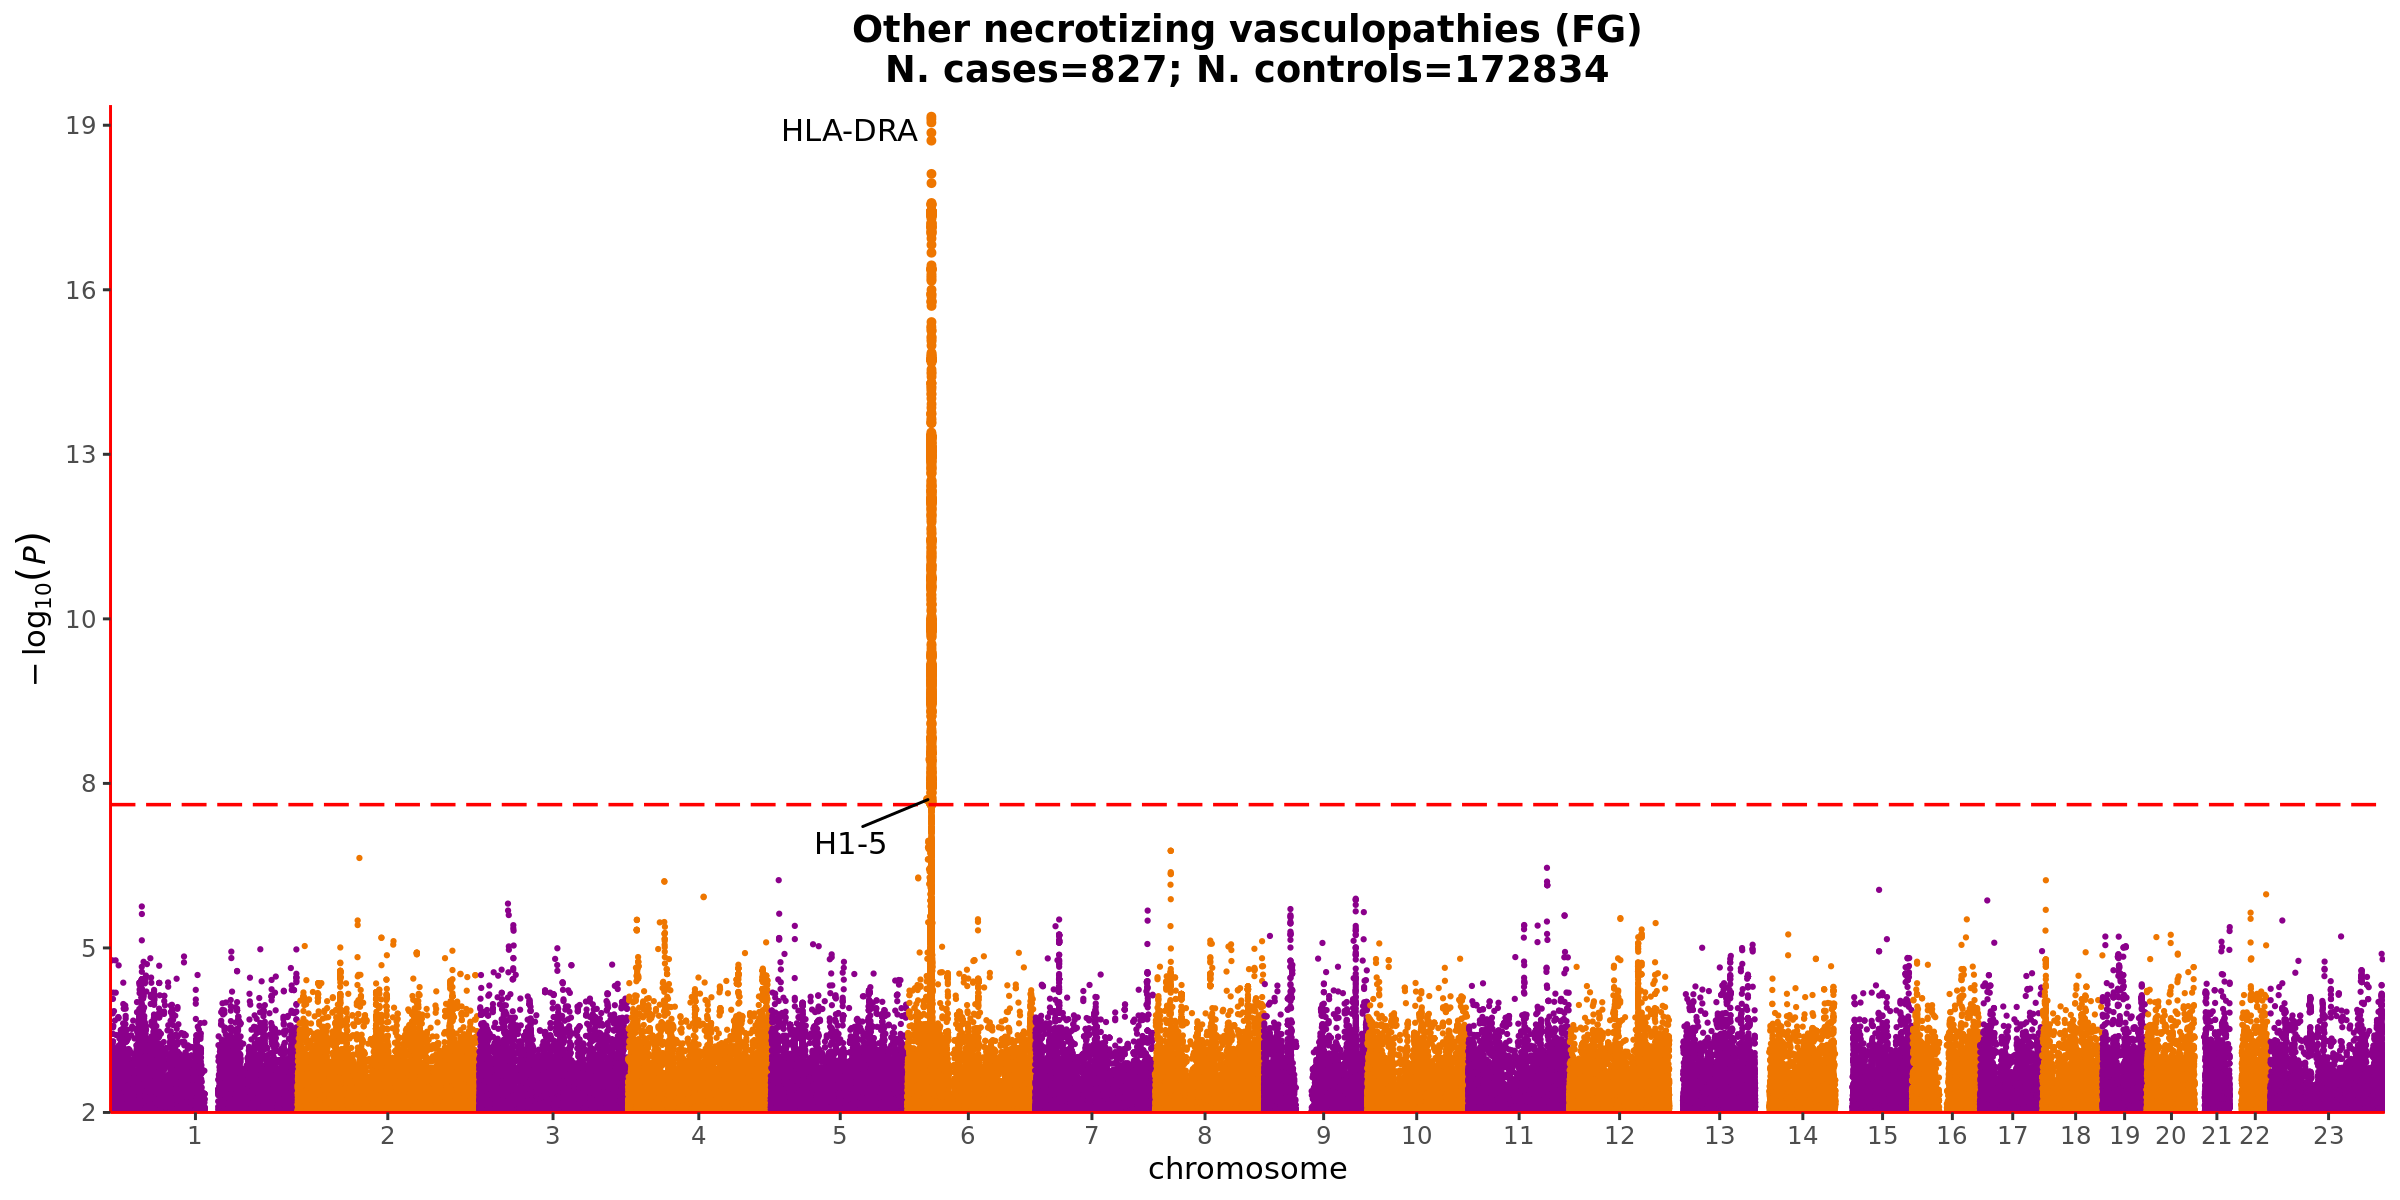 Other necrotizing vasculopathies (FG)
N. cases=827; N. controls=172834
HLA-DRA
H1-5
19
16
13
10
8
5
2
−log10(P)
1 2 3 4 5 6 7 8 9 10 11 12 13 14 15 16 17 18 19 20 21 22 23
chromosome